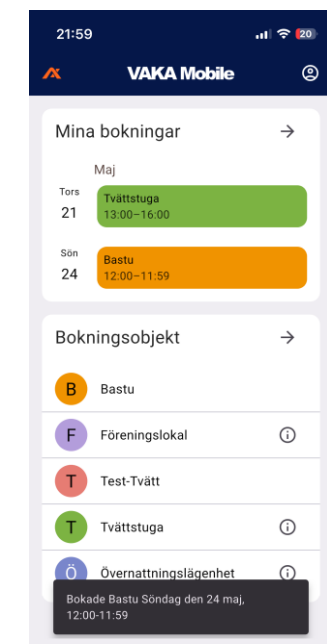 21:59
20
VAKA Mobile
Mina bokningar
Maj
Tors
21
Tvättstuga
13:00–16:00
Sön
24
Bastu
12:00–11:59
Bokningsobjekt
B
Bastu
F
Föreningslokal
T
Test-Tvätt
T
Tvättstuga
Ö
Övernattningslägenhet
Bokade Bastu Söndag den 24 maj,
12:00-11:59